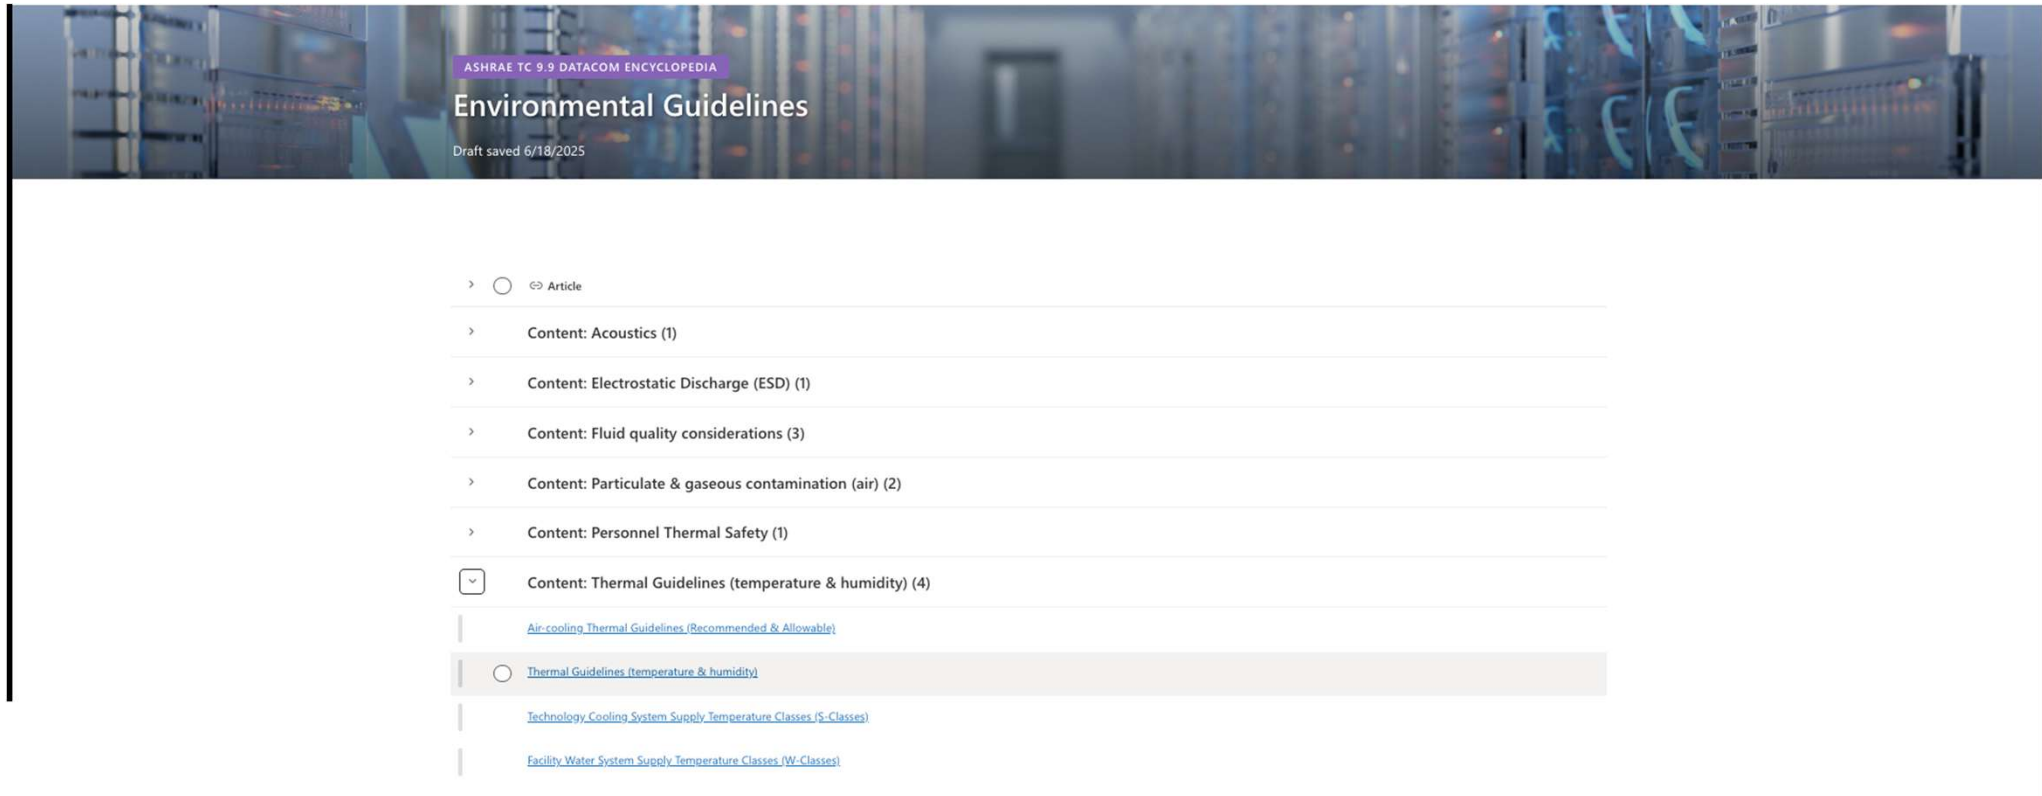 ASHRAE TC 9.9 DATACOM ENCYCLOPEDIA
Environmental Guidelines
Draft saved 6/18/2025
Article
Content: Acoustics (1)
Content: Electrostatic Discharge (ESD) (1)
Content: Fluid quality considerations (3)
Content: Particulate & gaseous contamination (air) (2)
Content: Personnel Thermal Safety (1)
Content: Thermal Guidelines (temperature & humidity) (4)
Air-cooling Thermal Guidelines (Recommended & Allowable)
Thermal Guidelines (temperature & humidity)
Technology Cooling System Supply Temperature Classes (S-Classes)
Facility Water System Supply Temperature Classes (W-Classes)